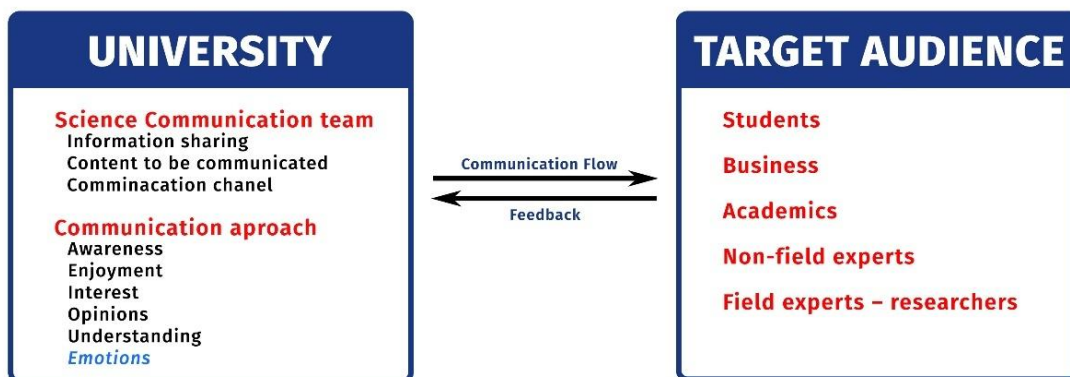 UNIVERSITY
Science Communication team
Information sharing
Content to be communicated
Comminacation chanel
Communication aproach
Awareness
Enjoyment
Interest
Opinions
Understanding
Emotions
Communication Flow
Feedback
TARGET AUDIENCE
Students
Business
Academics
Non-field experts
Field experts – researchers